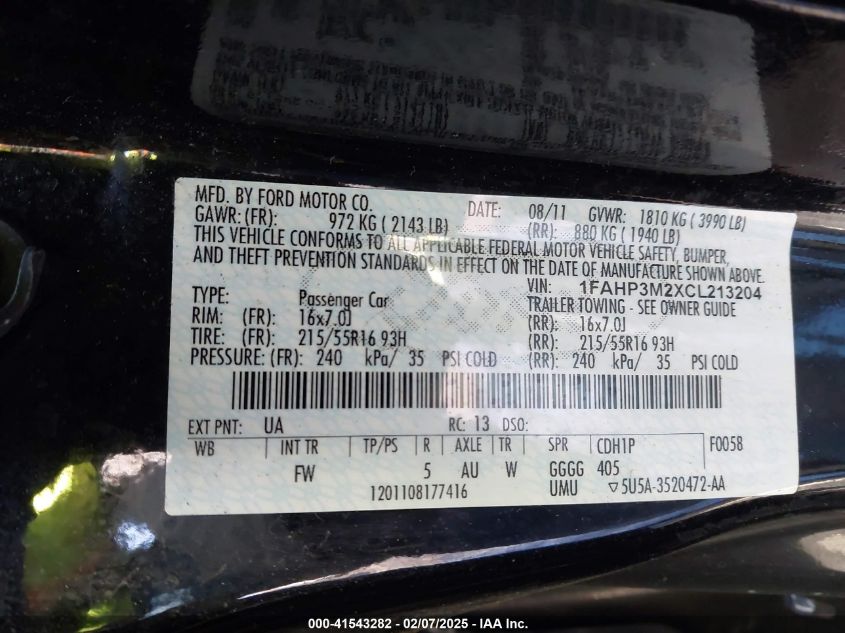 MFD. BY FORD MOTOR CO. DATE: 08/11 GVWR: 1810 KG ( 3990 LB)
GAWR: (FR): 972 KG ( 2143 LB) (RR): 880 KG ( 1940 LB)
THIS VEHICLE CONFORMS TO ALL APPLICABLE FEDERAL MOTOR VEHICLE SAFETY, BUMPER,
AND THEFT PREVENTION STANDARDS IN EFFECT ON THE DATE OF MANUFACTURE SHOWN ABOVE.
VIN: 1FAHP3M2XCL213204
TYPE: Passenger Car TRAILER TOWING - SEE OWNER GUIDE
RIM: (FR): 16x7.0J (RR): 16x7.0J
TIRE: (FR): 215/55R16 93H (RR): 215/55R16 93H
PRESSURE: (FR): 240 kPa/ 35 PSI COLD (RR): 240 kPa/ 35 PSI COLD
EXT PNT: UA RC: 13 DSO:
WB INT TR TP/PS R AXLE TR SPR CDH1P F0058
FW 5 AU W GGGG 405
1201108177416 UMU ▽5U5A-3520472-AA
000-41543282 - 02/07/2025 - IAA Inc.